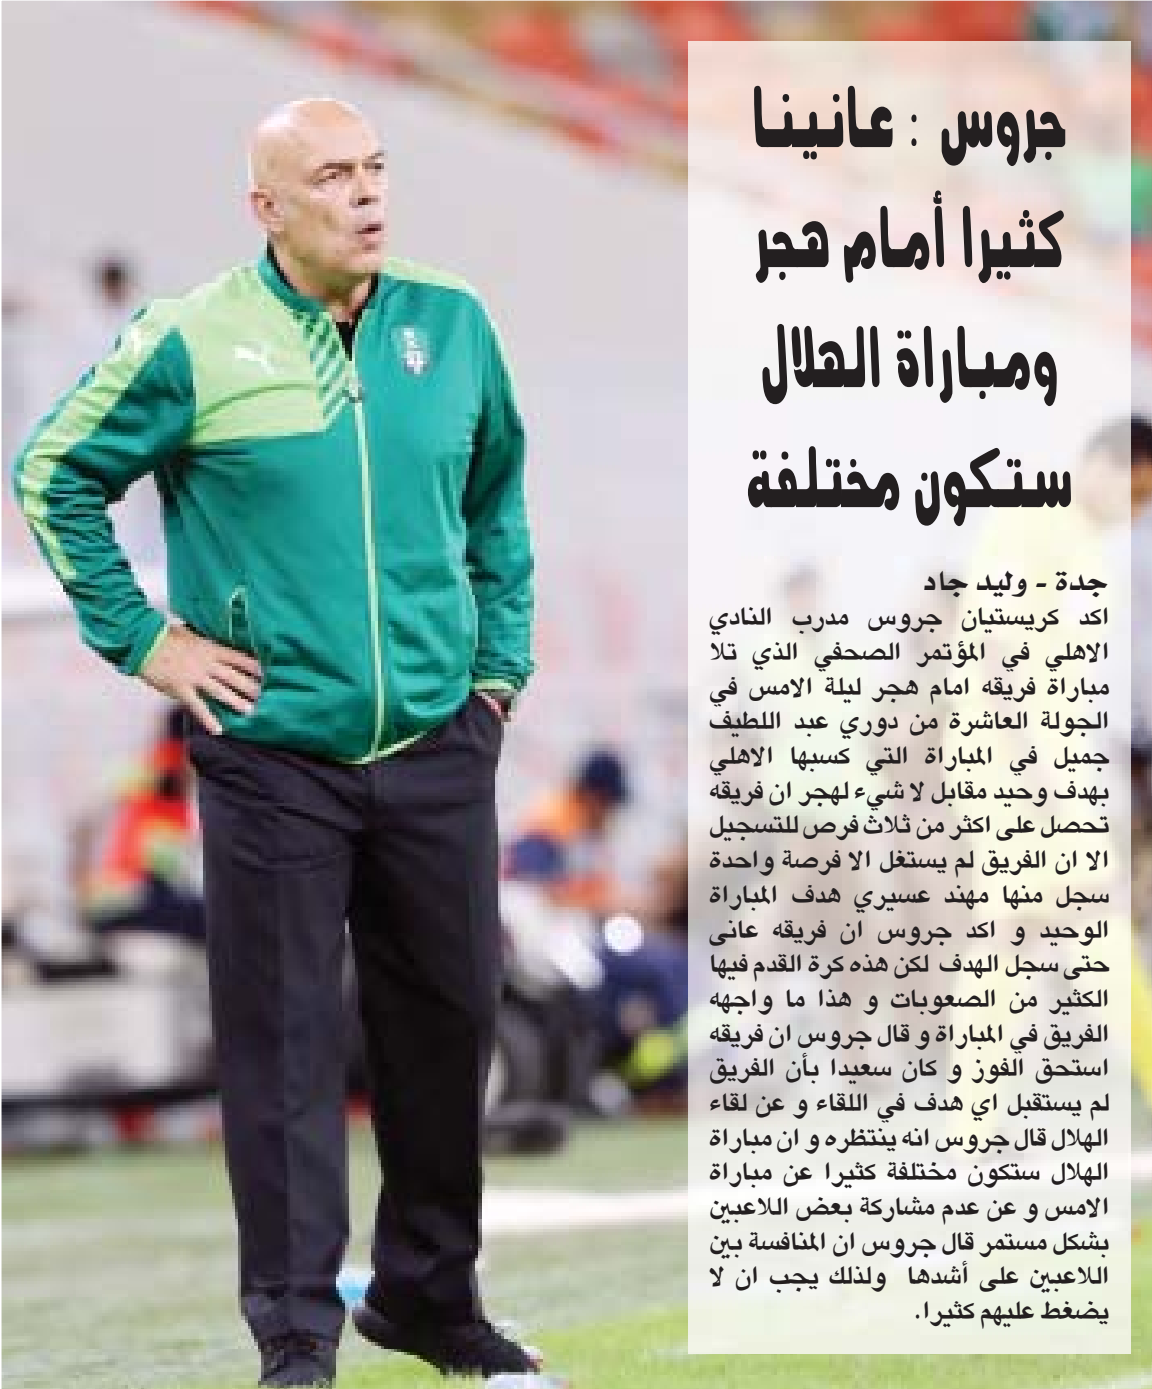 جروس : عانينا
كثيرا أمام هجر
ومباراة الهلال
ستكون مختلفة
جدة - وليد جاد
اكد كريستيان جروس مدرب النادي
الاهلي في المؤتمر الصحفي الذي تلا
مباراة فريقه امام هجر ليلة الامس في
الجولة العاشرة من دوري عبد اللطيف
جميل في المباراة التي كسبها الاهلي
بهدف وحيد مقابل لا شيء لهجر ان فريقه
تحصل على اكثر من ثلاث فرص للتسجيل
الا ان الفريق لم يستغل الا فرصة واحدة
سجل منها مهند عسيري هدف المباراة
الوحيد و اكد جروس ان فريقه عانى
حتى سجل الهدف لكن هذه كرة القدم فيها
الكثير من الصعوبات و هذا ما واجهه
الفريق في المباراة و قال جروس ان فريقه
استحق الفوز و كان سعيدا بأن الفريق
لم يستقبل اي هدف في اللقاء و عن لقاء
الهلال قال جروس انه ينتظره و ان مباراة
الهلال ستكون مختلفة كثيرا عن مباراة
الامس و عن عدم مشاركة بعض اللاعبين
بشكل مستمر قال جروس ان المنافسة بين
اللاعبين على أشدها ولذلك يجب ان لا
يضغط عليهم كثيرا.